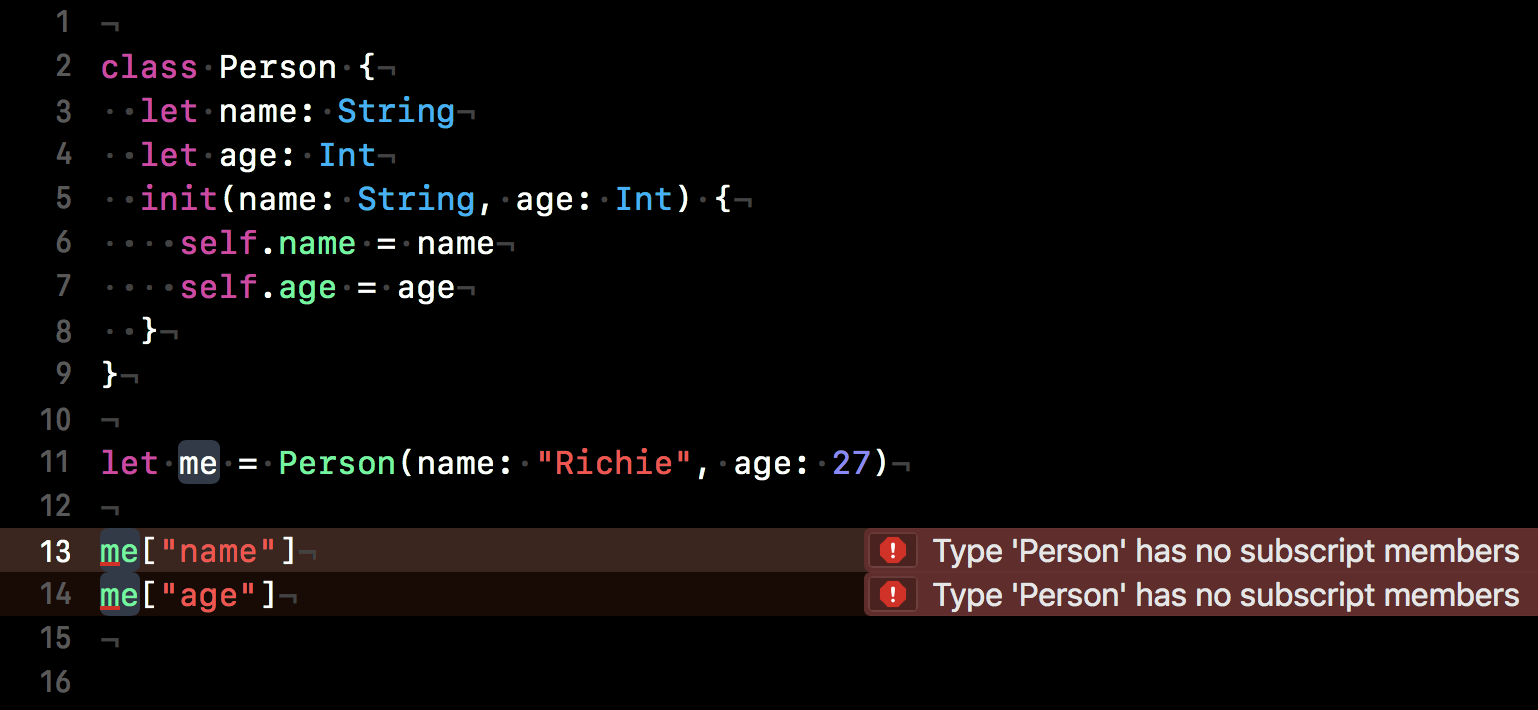 1 ¬
2 class·Person·{¬
3 ··let·name:·String¬
4 ··let·age:·Int¬
5 ··init(name:·String,·age:·Int)·{¬
6 ····self.name·=·name¬
7 ····self.age·=·age¬
8 ··}¬
9 }¬
10 ¬
11 let·me·=·Person(name:·"Richie",·age:·27)¬
12 ¬
13 me["name"]¬ Type 'Person' has no subscript members
14 me["age"]¬ Type 'Person' has no subscript members
15 ¬
16